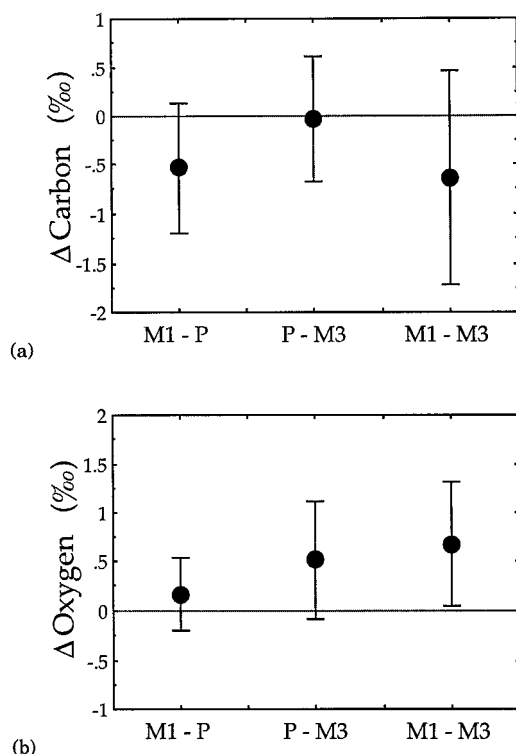 1
.5
0
-.5
-1
-1.5
-2
Δ Carbon (‰)
M1 - P
P - M3
M1 - M3
(a)
2
1.5
1
.5
0
-.5
-1
Δ Oxygen (‰)
M1 - P
P - M3
M1 - M3
(b)